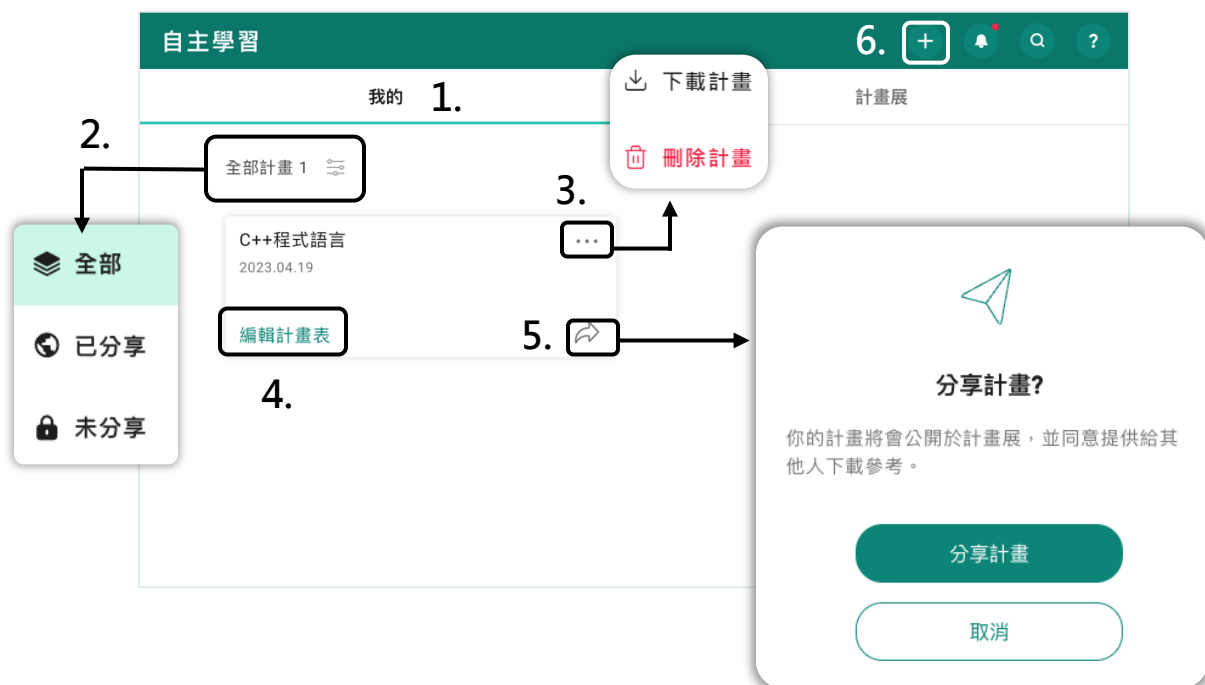 自主學習
6.
?
我的
1.
計畫展
下載計畫
刪除計畫
2.
全部計畫 1
3.
C++程式語言
2023.04.19
編輯計畫表
4.
5.
全部
已分享
未分享
分享計畫?
你的計畫將會公開於計畫展,並同意提供給其
他人下載參考。
分享計畫
取消